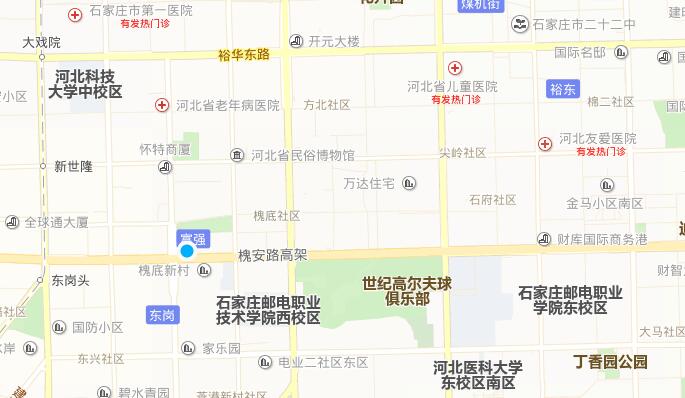 煤机街
石家庄市第一医院
有发热门诊
石家庄市二十二中
大戏院
开元大楼
裕华东路
国际名邸
河北科技
大学中校区
河北省儿童医院
有发热门诊
裕东
河北省老年病医院
方北社区
棉二社区
怀特商厦
河北友爱医院
有发热门诊
新世隆
河北省民俗博物馆
尖岭社区
万达住宅
石府社区
金马小区南区
槐底社区
全球通大厦
富强
财库国际商务港
槐安路高架
槐底新村
东岗头
世纪高尔夫球
俱乐部
石家庄邮电职业
技术学院西校区
石家庄邮电职业
学院东校区
东岗
国防小区
大马社区
家乐园
东兴社区
电业二社区东区
河北医科大学
东校区南区
丁香园公园
碧水青园